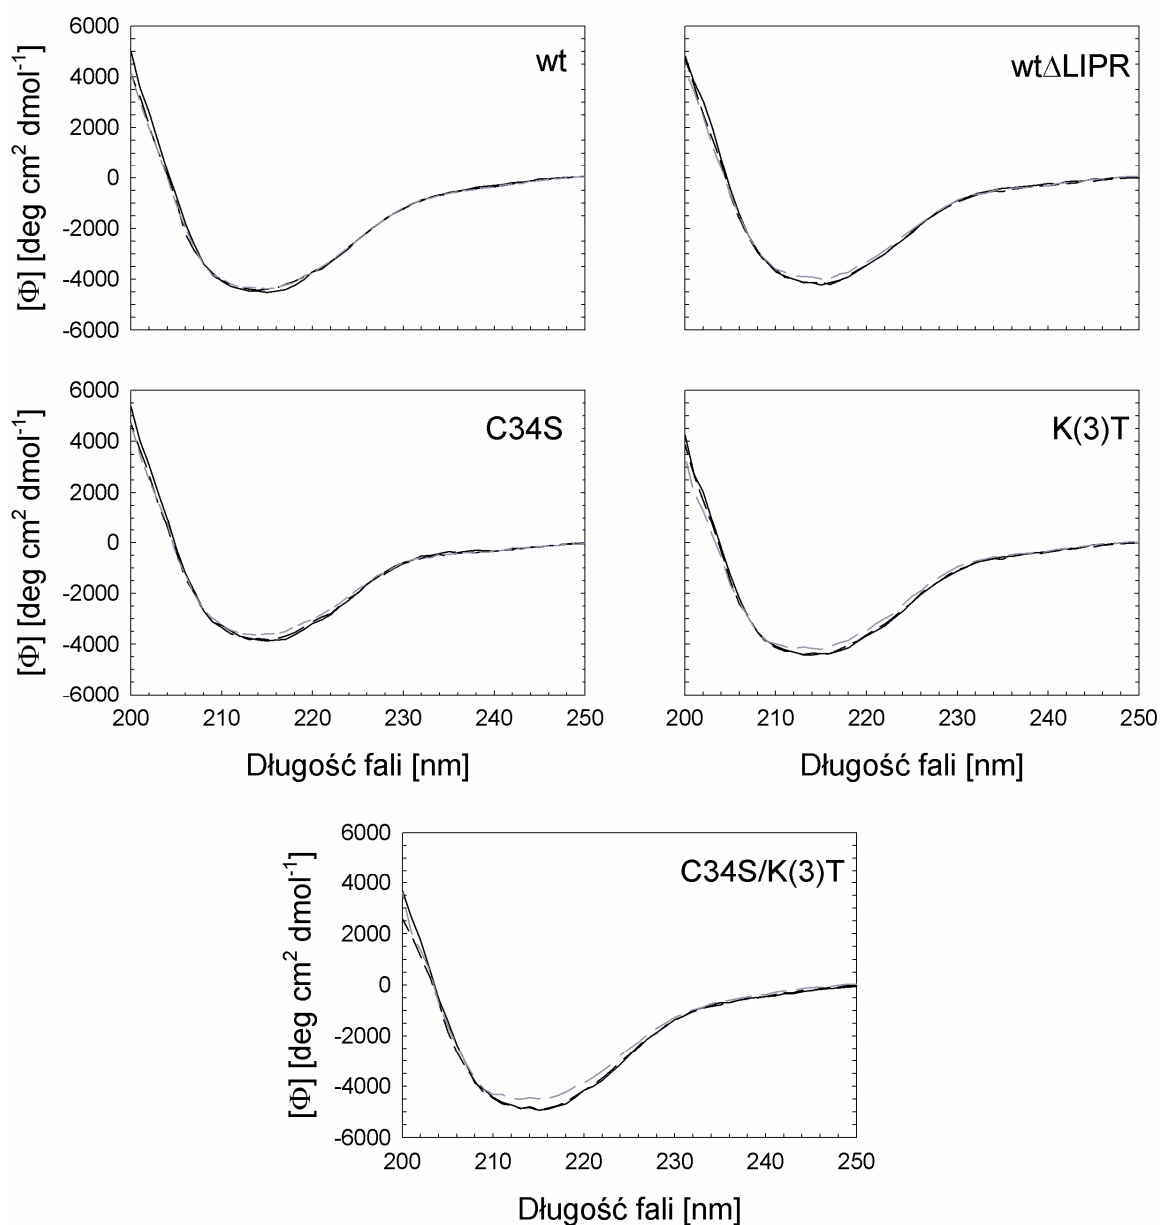 6000
4000
2000
0
-2000
-4000
-6000
[Φ] [deg cm² dmol⁻¹]
wt
wtΔLIPR
6000
4000
2000
0
-2000
-4000
-6000
[Φ] [deg cm² dmol⁻¹]
C34S
K(3)T
200 210 220 230 240 250
200 210 220 230 240 250
Długość fali [nm]
Długość fali [nm]
6000
4000
2000
0
-2000
-4000
-6000
[Φ] [deg cm² dmol⁻¹]
C34S/K(3)T
200 210 220 230 240 250
Długość fali [nm]